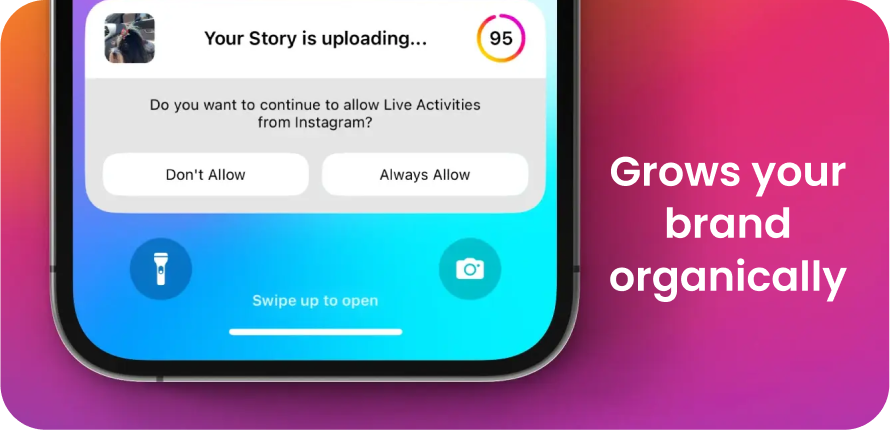 Your Story is uploading...
95
Do you want to continue to allow Live Activities
from Instagram?
Don't Allow
Always Allow
Swipe up to open
Grows your
brand
organically